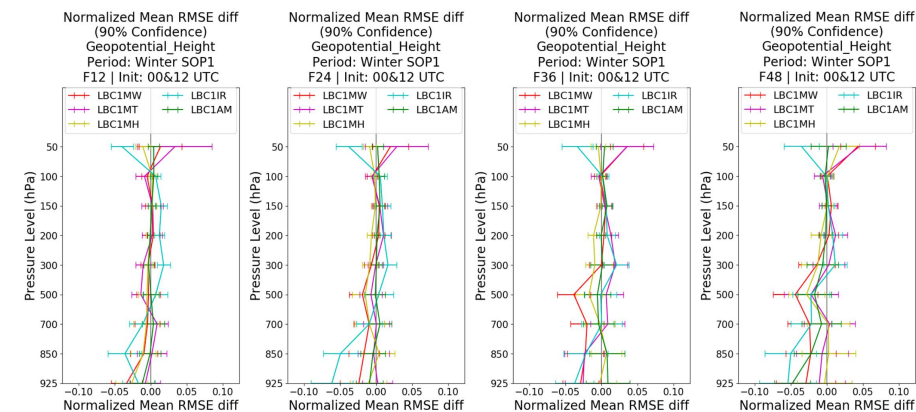 Normalized Mean RMSE diff
(90% Confidence)
Geopotential_Height
Period: Winter SOP1
F12 | Init: 00&12 UTC
LBC1MW
LBC1IR
LBC1MT
LBC1AM
LBC1MH
50
100
150
200
300
500
700
850
925
Pressure Level (hPa)
−0.10
−0.05
0.00
0.05
0.10
Normalized Mean RMSE diff
Normalized Mean RMSE diff
(90% Confidence)
Geopotential_Height
Period: Winter SOP1
F24 | Init: 00&12 UTC
LBC1MW
LBC1IR
LBC1MT
LBC1AM
LBC1MH
50
100
150
200
300
500
700
850
925
Pressure Level (hPa)
−0.10
−0.05
0.00
0.05
0.10
Normalized Mean RMSE diff
Normalized Mean RMSE diff
(90% Confidence)
Geopotential_Height
Period: Winter SOP1
F36 | Init: 00&12 UTC
LBC1MW
LBC1IR
LBC1MT
LBC1AM
LBC1MH
50
100
150
200
300
500
700
850
925
Pressure Level (hPa)
−0.10
−0.05
0.00
0.05
0.10
Normalized Mean RMSE diff
Normalized Mean RMSE diff
(90% Confidence)
Geopotential_Height
Period: Winter SOP1
F48 | Init: 00&12 UTC
LBC1MW
LBC1IR
LBC1MT
LBC1AM
LBC1MH
50
100
150
200
300
500
700
850
925
Pressure Level (hPa)
−0.10
−0.05
0.00
0.05
0.10
Normalized Mean RMSE diff